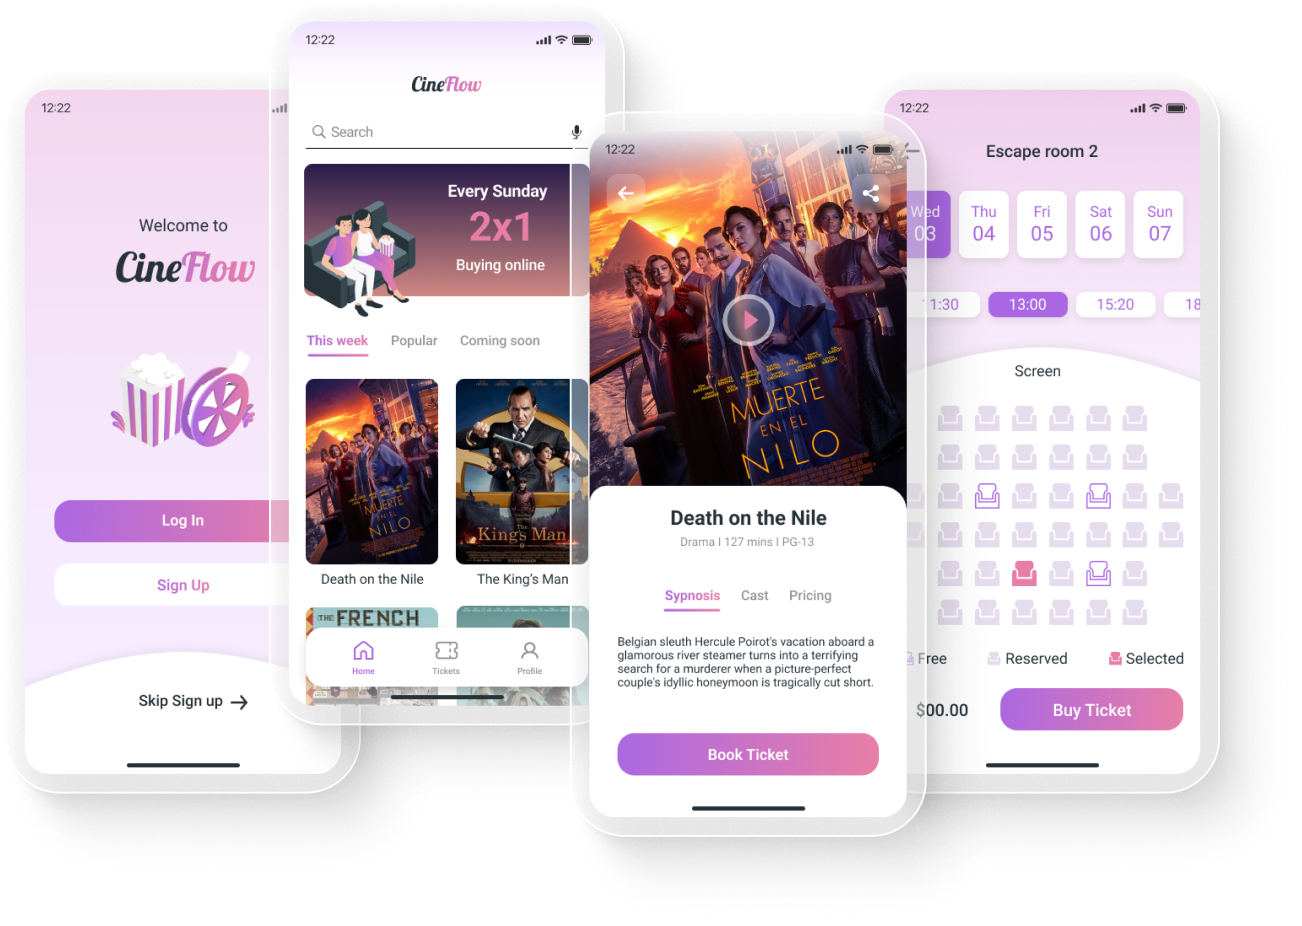 12:22
Welcome to
CineFlow
Log In
Sign Up
Skip Sign up
12:22
CineFlow
Search
Every Sunday
2x1
Buying online
This week Popular Coming soon
MUERTE
EN EL
NILO
The
King's Man
Death on the Nile The King's Man
THE FRENCH
Home Tickets Profile
12:22
MUERTE
EN EL
NILO
Death on the Nile
Drama I 127 mins I PG-13
Sypnosis Cast Pricing
Belgian sleuth Hercule Poirot's vacation aboard a
glamorous river steamer turns into a terrifying
search for a murderer when a picture-perfect
couple's idyllic honeymoon is tragically cut short.
Book Ticket
12:22
Escape room 2
Wed Thu Fri Sat Sun
03 04 05 06 07
11:30 13:00 15:20 18
Screen
Free Reserved Selected
$00.00 Buy Ticket